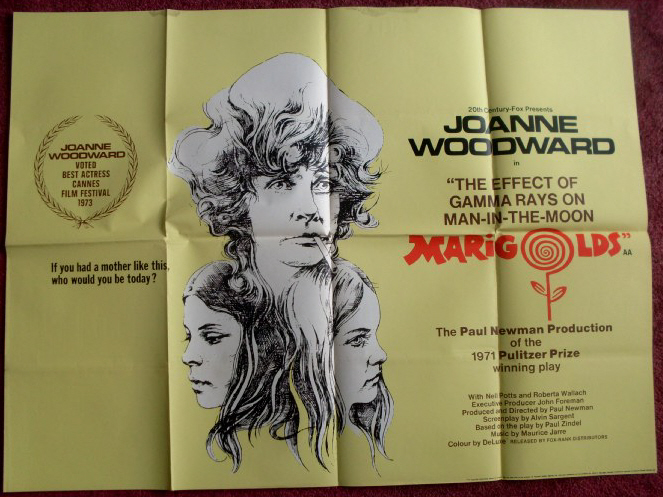 JOANNE
WOODWARD
VOTED
BEST ACTRESS
CANNES
FILM FESTIVAL
1973
If you had a mother like this,
who would you be today?
20th Century-Fox Presents
JOANNE
WOODWARD
in
"THE EFFECT OF
GAMMA RAYS ON
MAN-IN-THE-MOON
MARiGOLDS"
AA
The Paul Newman Production
of the
1971 Pulitzer Prize
winning play
With Nell Potts and Roberta Wallach
Executive Producer John Foreman
Produced and Directed by Paul Newman
Screenplay by Alvin Sargent
Based on the play by Paul Zindel
Music by Maurice Jarre
Colour by DeLuxe RELEASED BY FOX-RANK DISTRIBUTORS